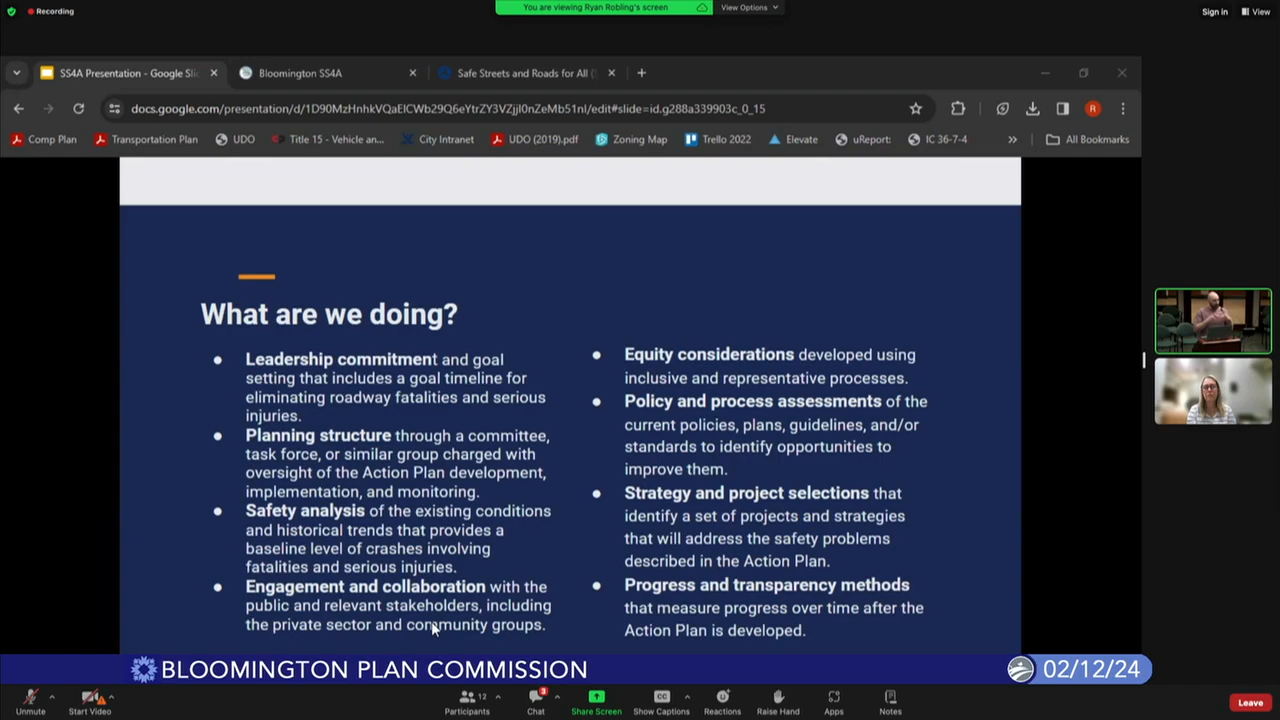 Recording
You are viewing Ryan Robling's screen
View Options
Sign in
View
SS4A Presentation - Google Sli
Bloomington SS4A
Safe Streets and Roads for All (
docs.google.com/presentation/d/1D90MzHnhkVQaElCWb29Q6eYtrZY3VZjjl0nZeMb51nI/edit#slide=id.g288a339903c_0_15
R
Comp Plan
Transportation Plan
UDO
Title 15 - Vehicle an...
City Intranet
UDO (2019).pdf
Zoning Map
Trello 2022
Elevate
uReport:
IC 36-7-4
All Bookmarks
What are we doing?
Leadership commitment and goal
setting that includes a goal timeline for
eliminating roadway fatalities and serious
injuries.
Planning structure through a committee,
task force, or similar group charged with
oversight of the Action Plan development,
implementation, and monitoring.
Safety analysis of the existing conditions
and historical trends that provides a
baseline level of crashes involving
fatalities and serious injuries.
Engagement and collaboration with the
public and relevant stakeholders, including
the private sector and community groups.
Equity considerations developed using
inclusive and representative processes.
Policy and process assessments of the
current policies, plans, guidelines, and/or
standards to identify opportunities to
improve them.
Strategy and project selections that
identify a set of projects and strategies
that will address the safety problems
described in the Action Plan.
Progress and transparency methods
that measure progress over time after the
Action Plan is developed.
BLOOMINGTON PLAN COMMISSION
02/12/24
Unmute
Start Video
Participants
12
Chat
3
Share Screen
CC
Show Captions
Reactions
Raise Hand
Apps
Notes
Leave